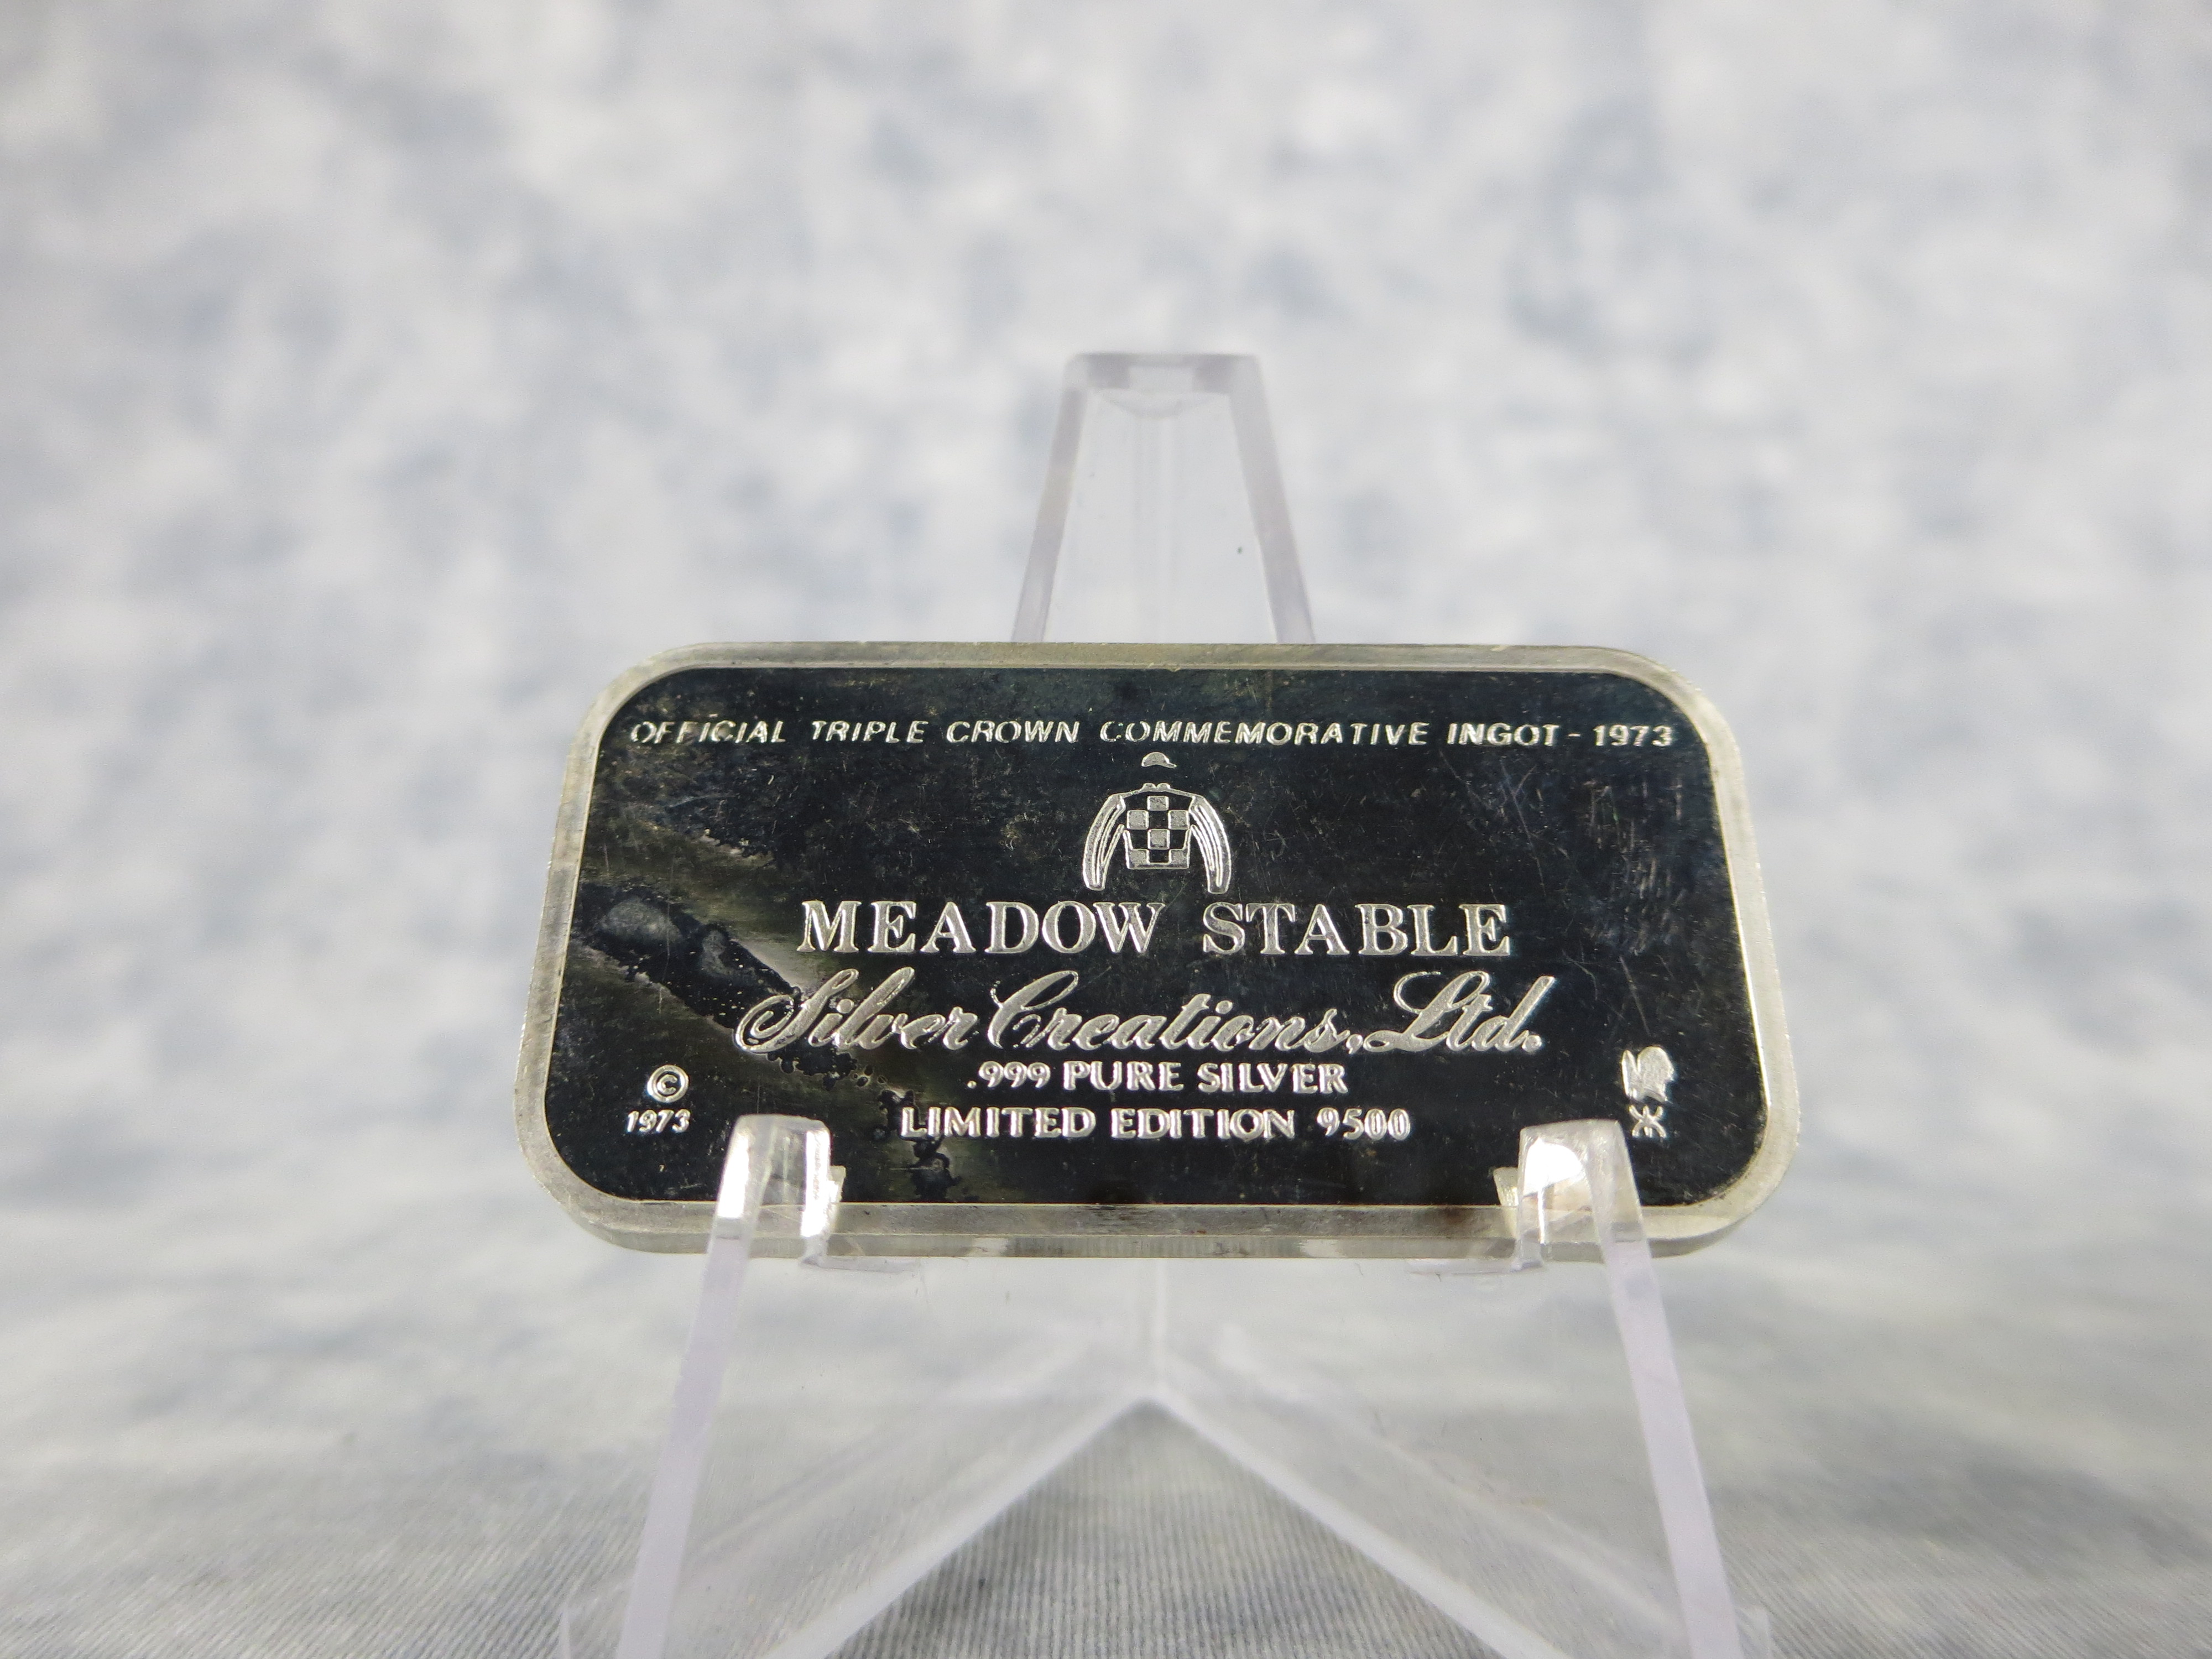 OFFICIAL TRIPLE CROWN COMMEMORATIVE INGOT - 1973
MEADOW STABLE
Silver Creations, Ltd.
.999 PURE SILVER
LIMITED EDITION 9500
©
1973